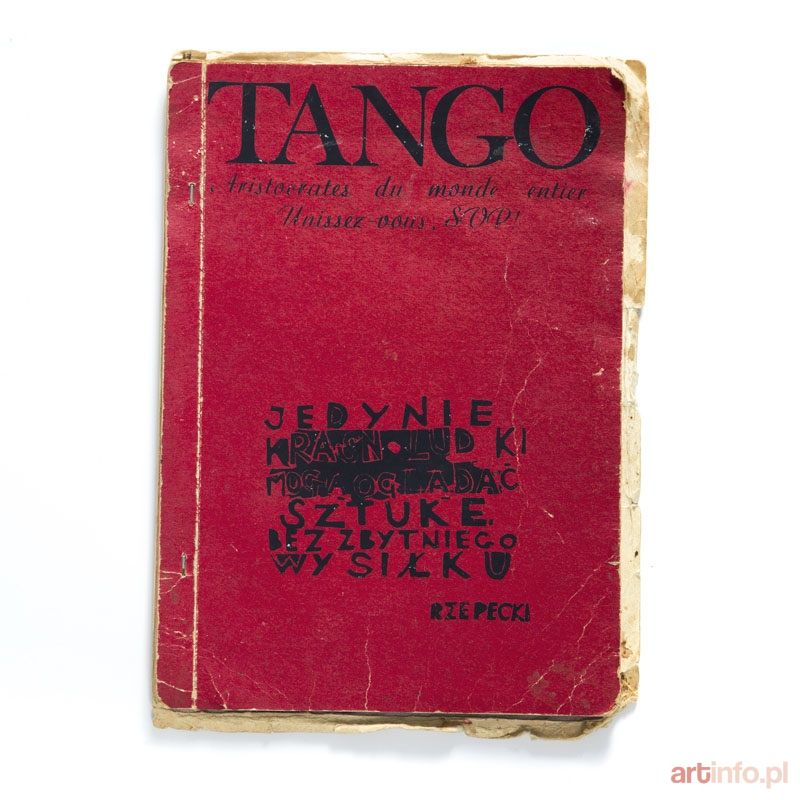 TANGO
Aristocrates du monde entier
Unissez-vous, SVP!
JEDYNIE
KRASNOLUDKI
MOGĄ OGLĄDAĆ
SZTUKĘ
BEZ ZBYTNIEGO
WYSIŁKU
RZEPECKI
artinfo.pl